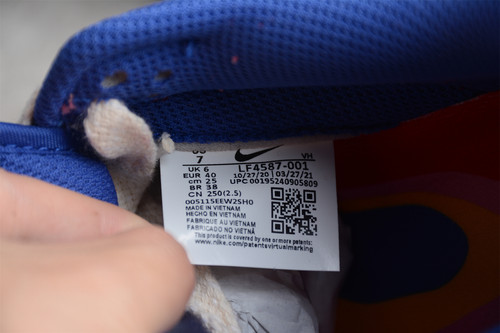 US
7 VH
UK 6 LF4587-001
EUR 40 10/27/20 03/27/21
cm 25 UPC 00195240905809
BR 38
CN 250(2.5)
005115EEW2SH0
MADE IN VIETNAM
HECHO EN VIETNAM
FABRIQUE AU VIETNAM
FABRICADO NO VIETNÃ
This product is covered by one or more patents:
www.nike.com/patentsvirtualmarking